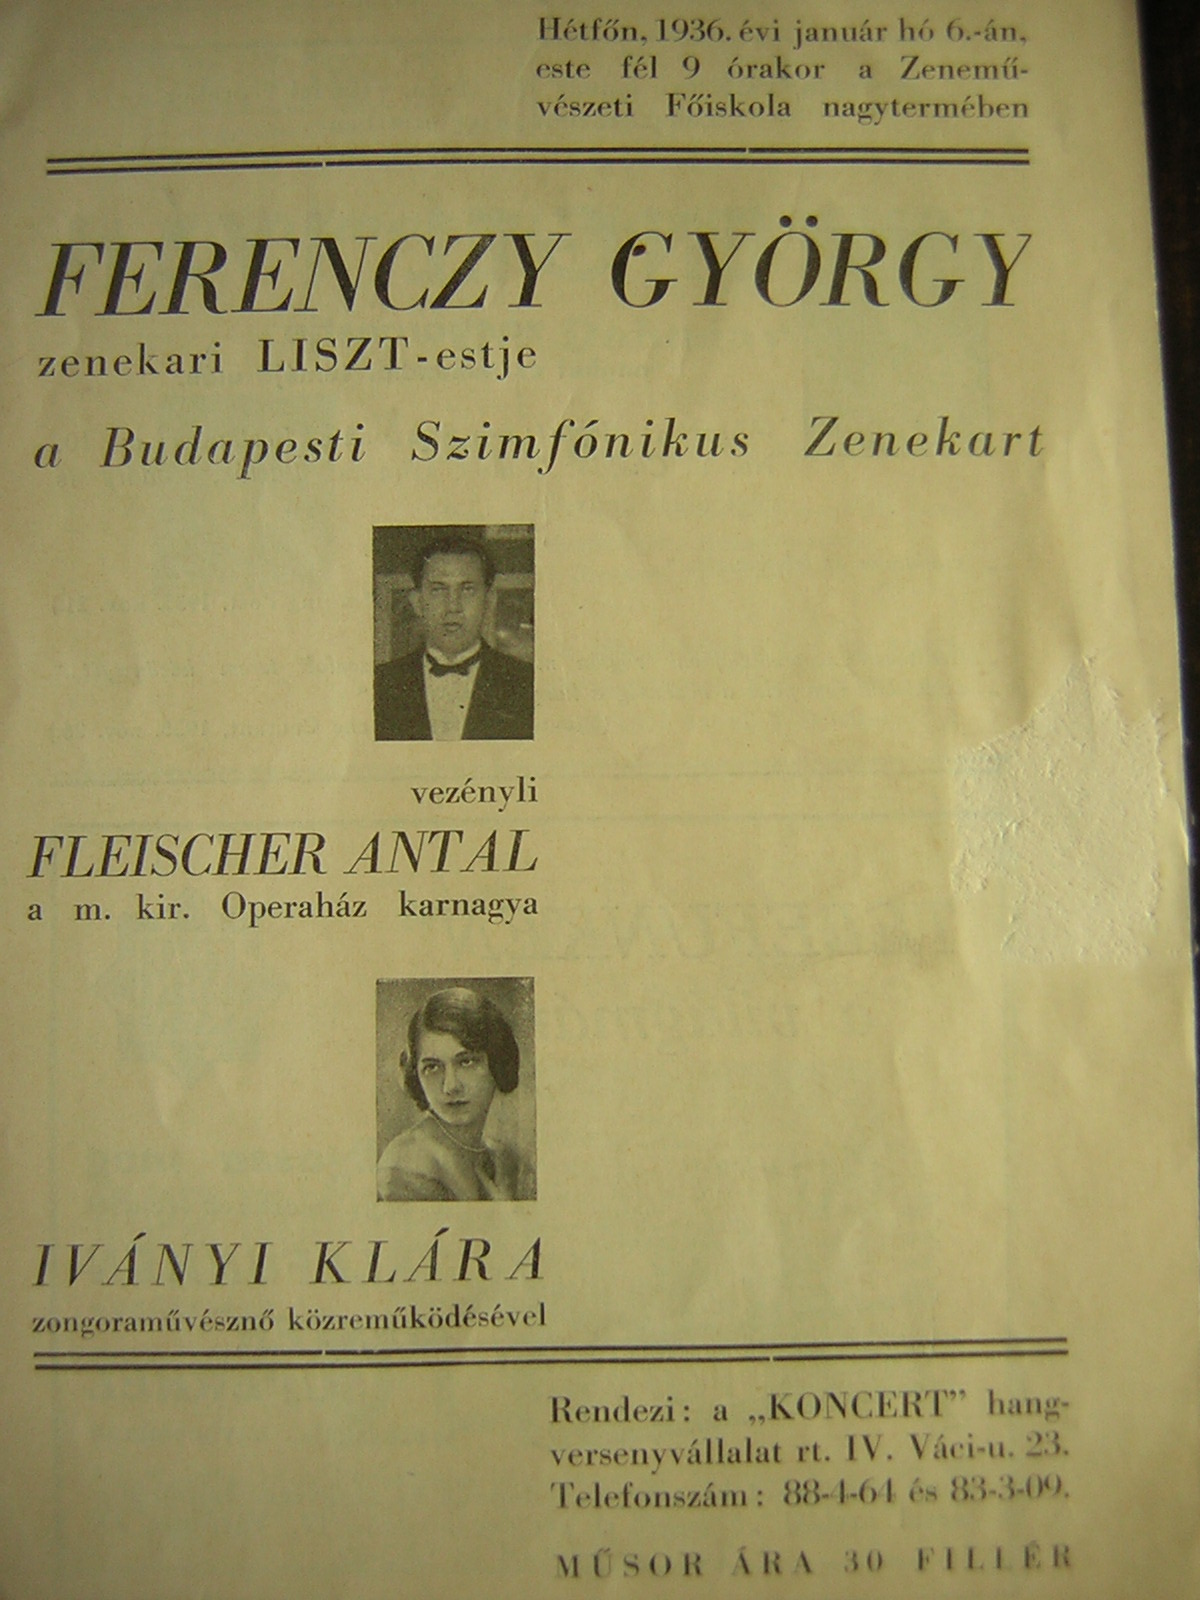 Hétfőn, 1936. évi január hó 6.-án,
este fél 9 órakor a Zenemű-
vészeti Főiskola nagytermében
FERENCZY GYÖRGY
zenekari LISZT-estje
a Budapesti Szimfónikus Zenekart
vezényli
FLEISCHER ANTAL
a m. kir. Operaház karnagya
IVÁNYI KLÁRA
zongoraművésznő közreműködésével
Rendezi: a „KONCERT” hang-
versenyvállalat rt. IV. Váci-u. 23.
Telefonszám: 88-4-64 és 83-3-09.
MŰSOR ÁRA 30 FILLÉR